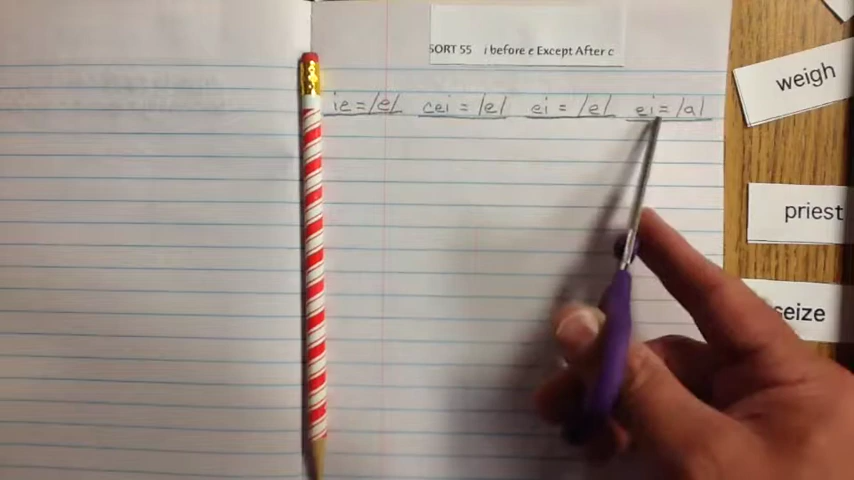 SORT 55 i before e Except After c
ie = /e/ cei = /e/ ei = /e/ ei = /a/
weigh
priest
seize